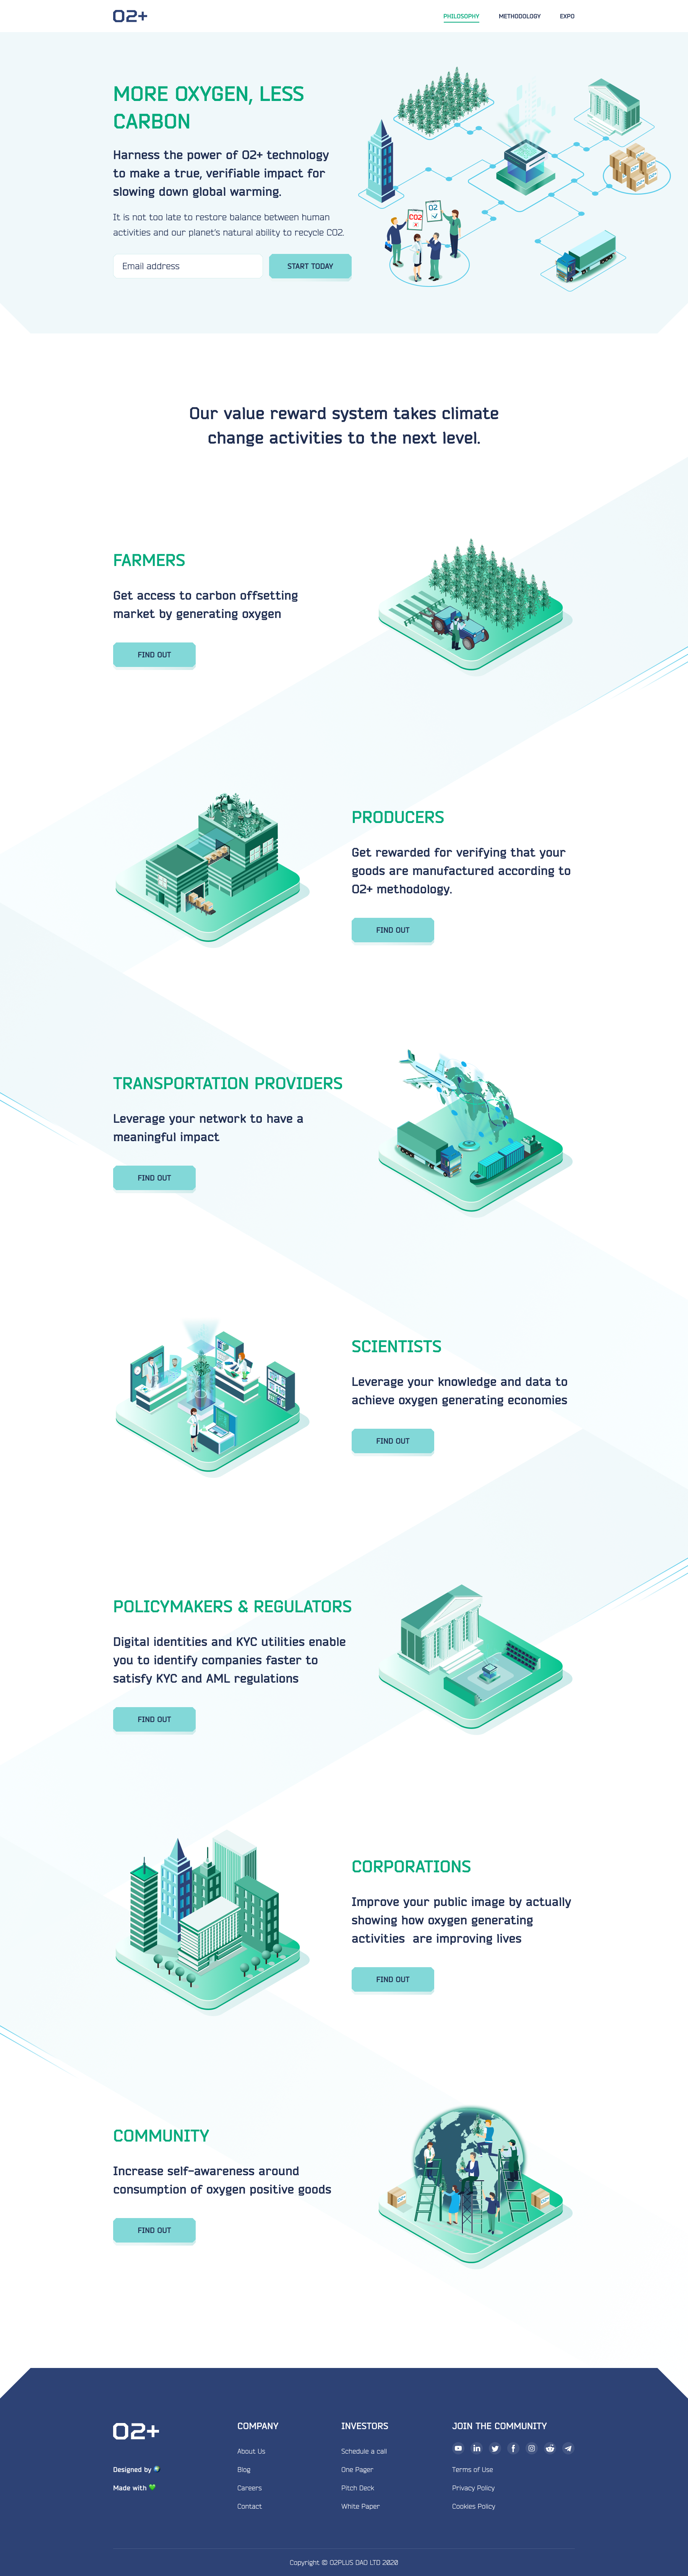 O2+
PHILOSOPHY
METHODOLOGY
EXPO
MORE OXYGEN, LESS
CARBON
Harness the power of O2+ technology
to make a true, verifiable impact for
slowing down global warming.
It is not too late to restore balance between human
activities and our planet's natural ability to recycle CO2.
Email address
START TODAY
CO2
O2
Our value reward system takes climate
change activities to the next level.
FARMERS
Get access to carbon offsetting
market by generating oxygen
FIND OUT
PRODUCERS
Get rewarded for verifying that your
goods are manufactured according to
O2+ methodology.
FIND OUT
TRANSPORTATION PROVIDERS
Leverage your network to have a
meaningful impact
FIND OUT
SCIENTISTS
Leverage your knowledge and data to
achieve oxygen generating economies
FIND OUT
POLICYMAKERS & REGULATORS
Digital identities and KYC utilities enable
you to identify companies faster to
satisfy KYC and AML regulations
FIND OUT
CORPORATIONS
Improve your public image by actually
showing how oxygen generating
activities  are improving lives
FIND OUT
COMMUNITY
Increase self-awareness around
consumption of oxygen positive goods
FIND OUT
O2+
Designed by
Made with 💚
COMPANY
About Us
Blog
Careers
Contact
INVESTORS
Schedule a call
One Pager
Pitch Deck
White Paper
JOIN THE COMMUNITY
Terms of Use
Privacy Policy
Cookies Policy
Copyright © O2PLUS DAO LTD 2020